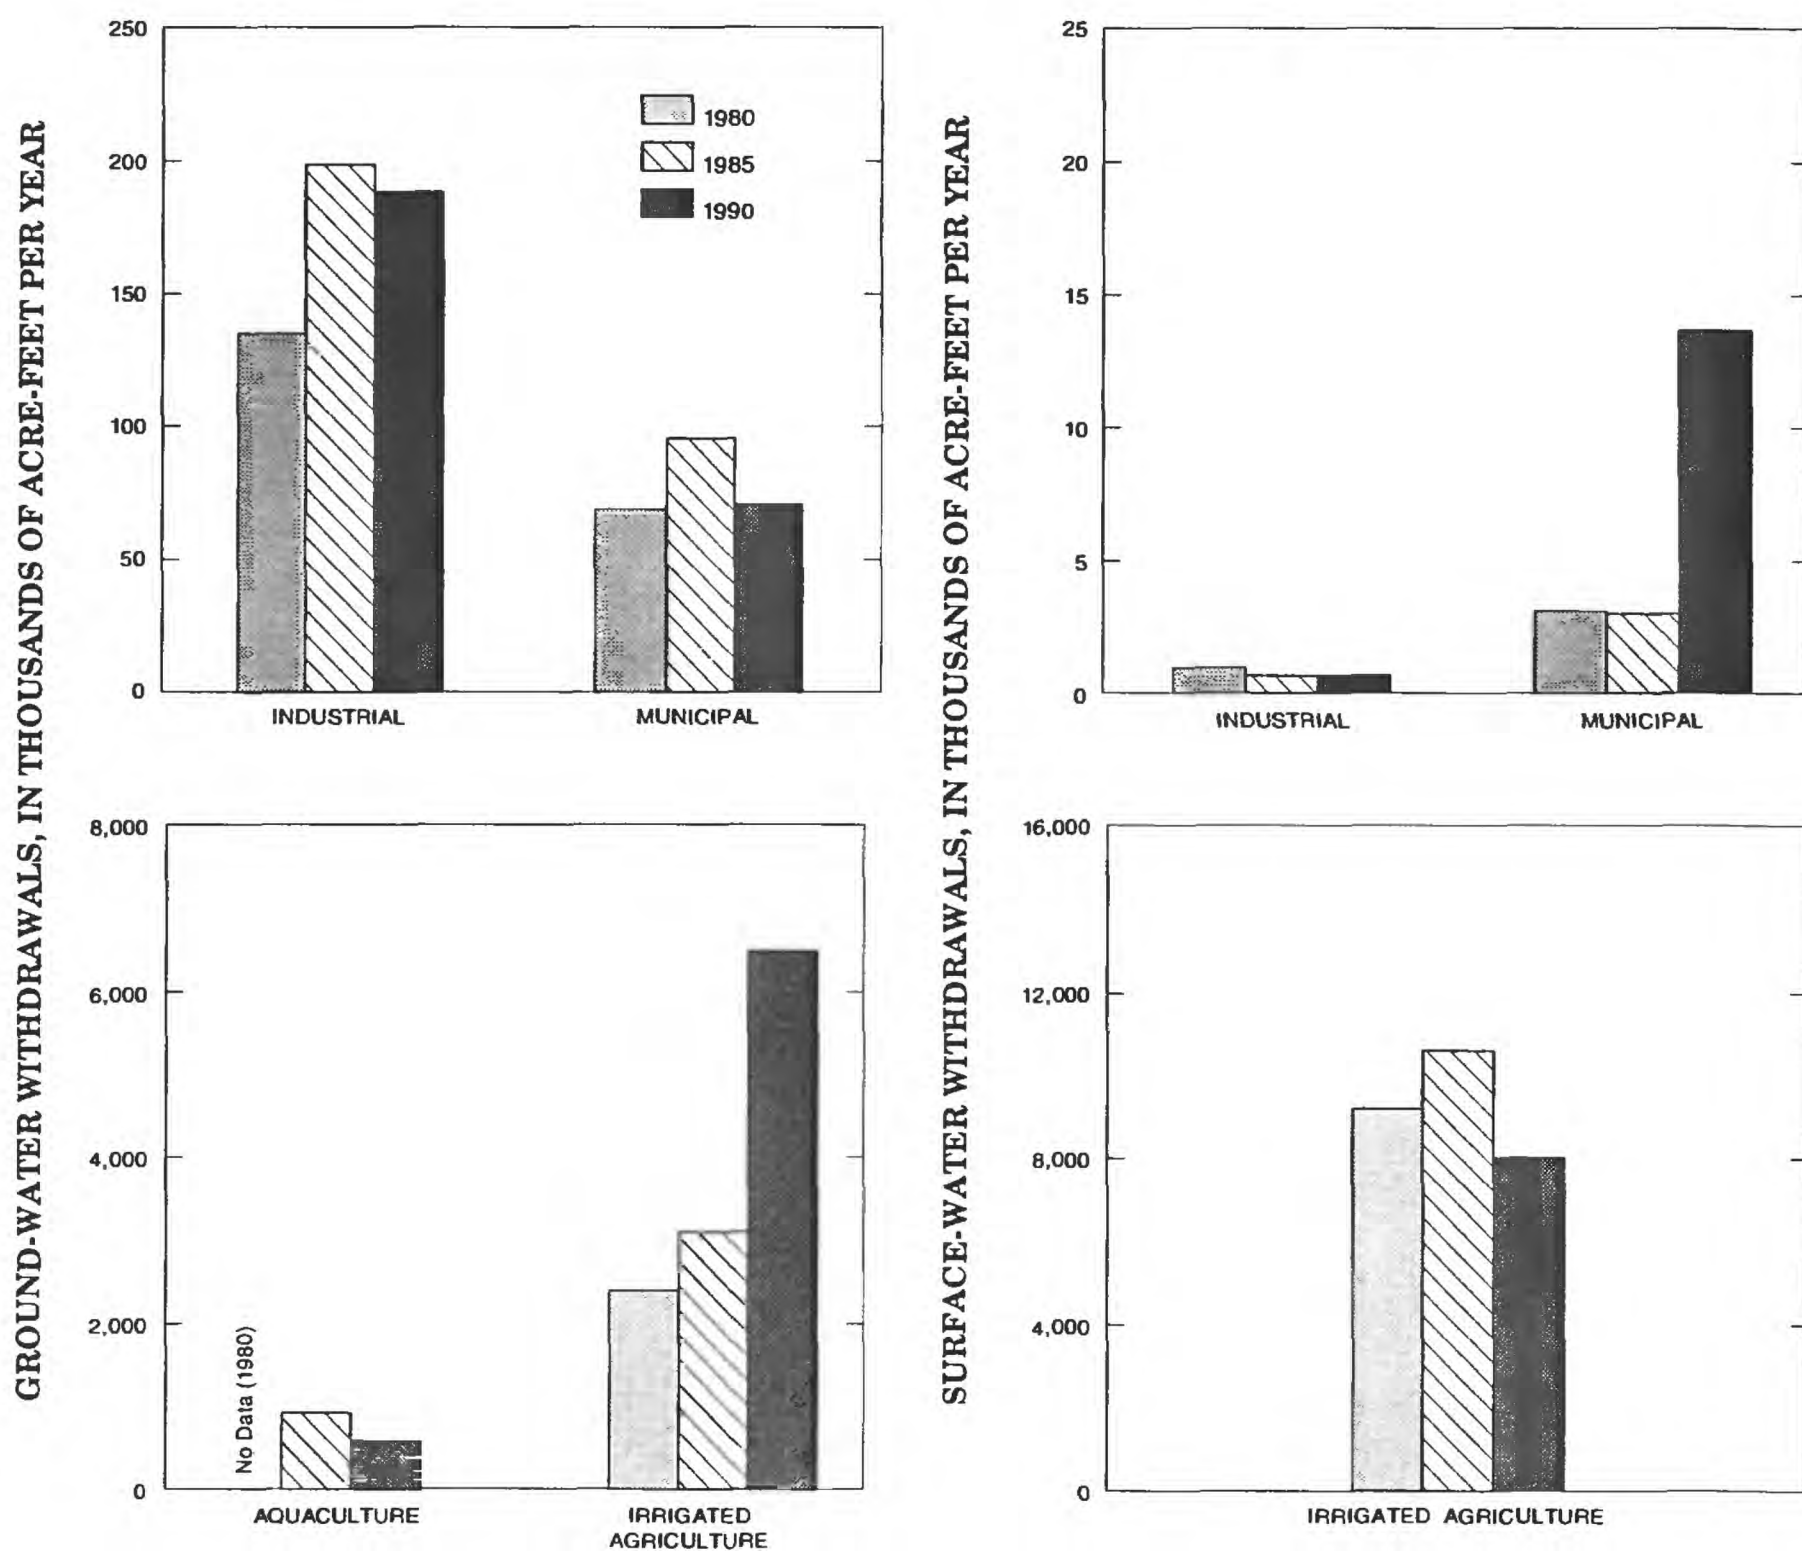 GROUND-WATER WITHDRAWALS, IN THOUSANDS OF ACRE-FEET PER YEAR
250
200
150
100
50
0
1980
1985
1990
INDUSTRIAL
MUNICIPAL
8,000
6,000
4,000
2,000
0
No Data (1980)
AQUACULTURE
IRRIGATED
AGRICULTURE
SURFACE-WATER WITHDRAWALS, IN THOUSANDS OF ACRE-FEET PER YEAR
25
20
15
10
5
0
INDUSTRIAL
MUNICIPAL
16,000
12,000
8,000
4,000
0
IRRIGATED AGRICULTURE